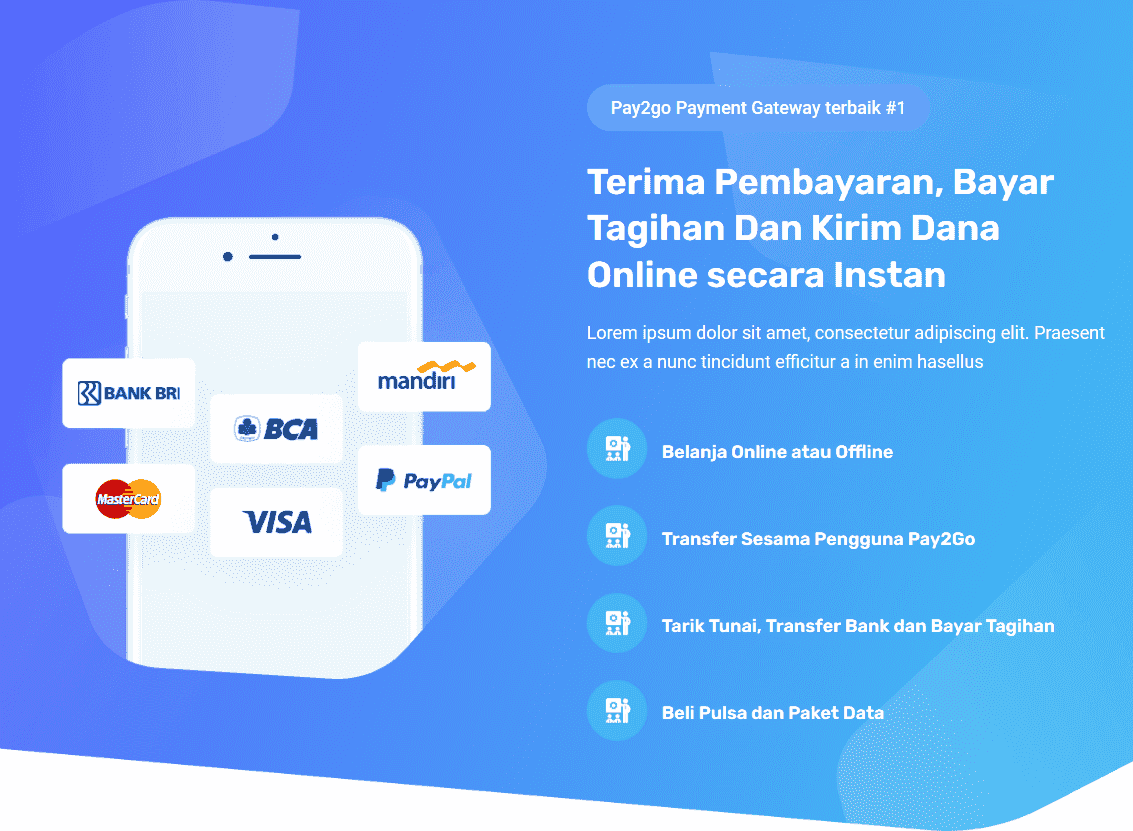 Pay2go Payment Gateway terbaik #1
Terima Pembayaran, Bayar
Tagihan Dan Kirim Dana
Online secara Instan
Lorem ipsum dolor sit amet, consectetur adipiscing elit. Praesent
nec ex a nunc tincidunt efficitur a in enim hasellus
BANK BRI
BCA
mandırı
MasterCard
VISA
PayPal
Belanja Online atau Offline
Transfer Sesama Pengguna Pay2Go
Tarik Tunai, Transfer Bank dan Bayar Tagihan
Beli Pulsa dan Paket Data